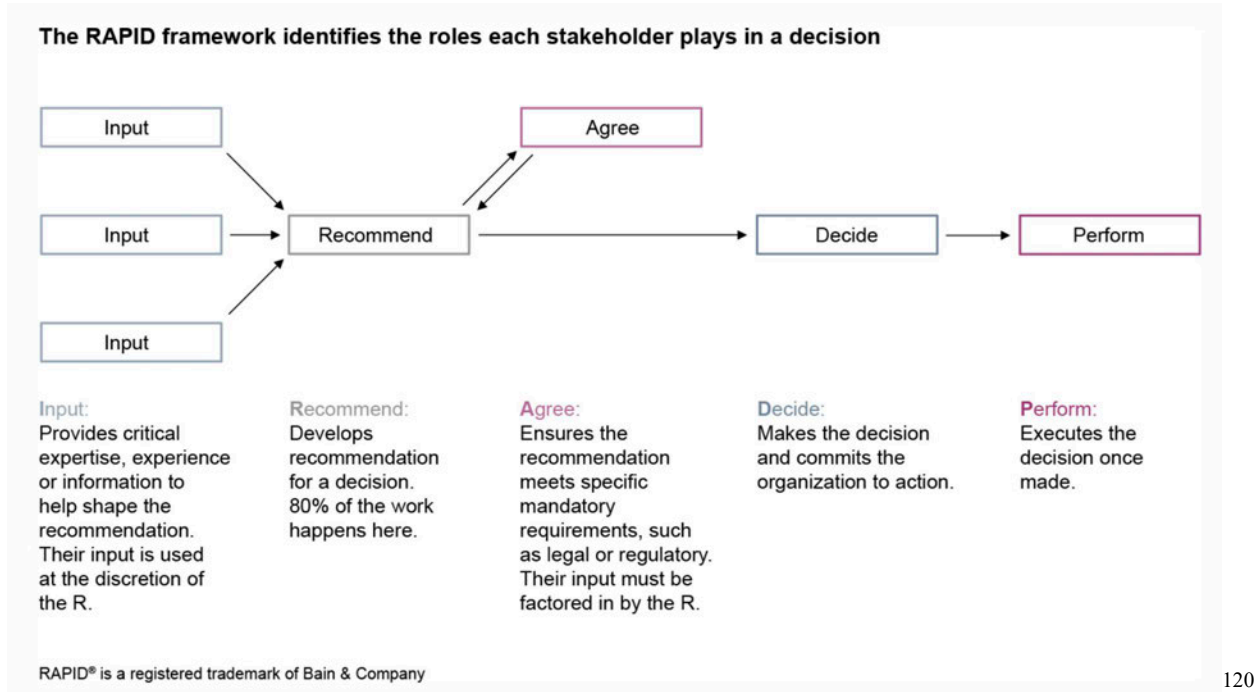 The RAPID framework identifies the roles each stakeholder plays in a decision
Input
Agree
Input
Recommend
Decide
Perform
Input
Input:
Provides critical
expertise, experience
or information to
help shape the
recommendation.
Their input is used
at the discretion of
the R.
Recommend:
Develops
recommendation
for a decision.
80% of the work
happens here.
Agree:
Ensures the
recommendation
meets specific
mandatory
requirements, such
as legal or regulatory.
Their input must be
factored in by the R.
Decide:
Makes the decision
and commits the
organization to action.
Perform:
Executes the
decision once
made.
RAPID® is a registered trademark of Bain & Company
120